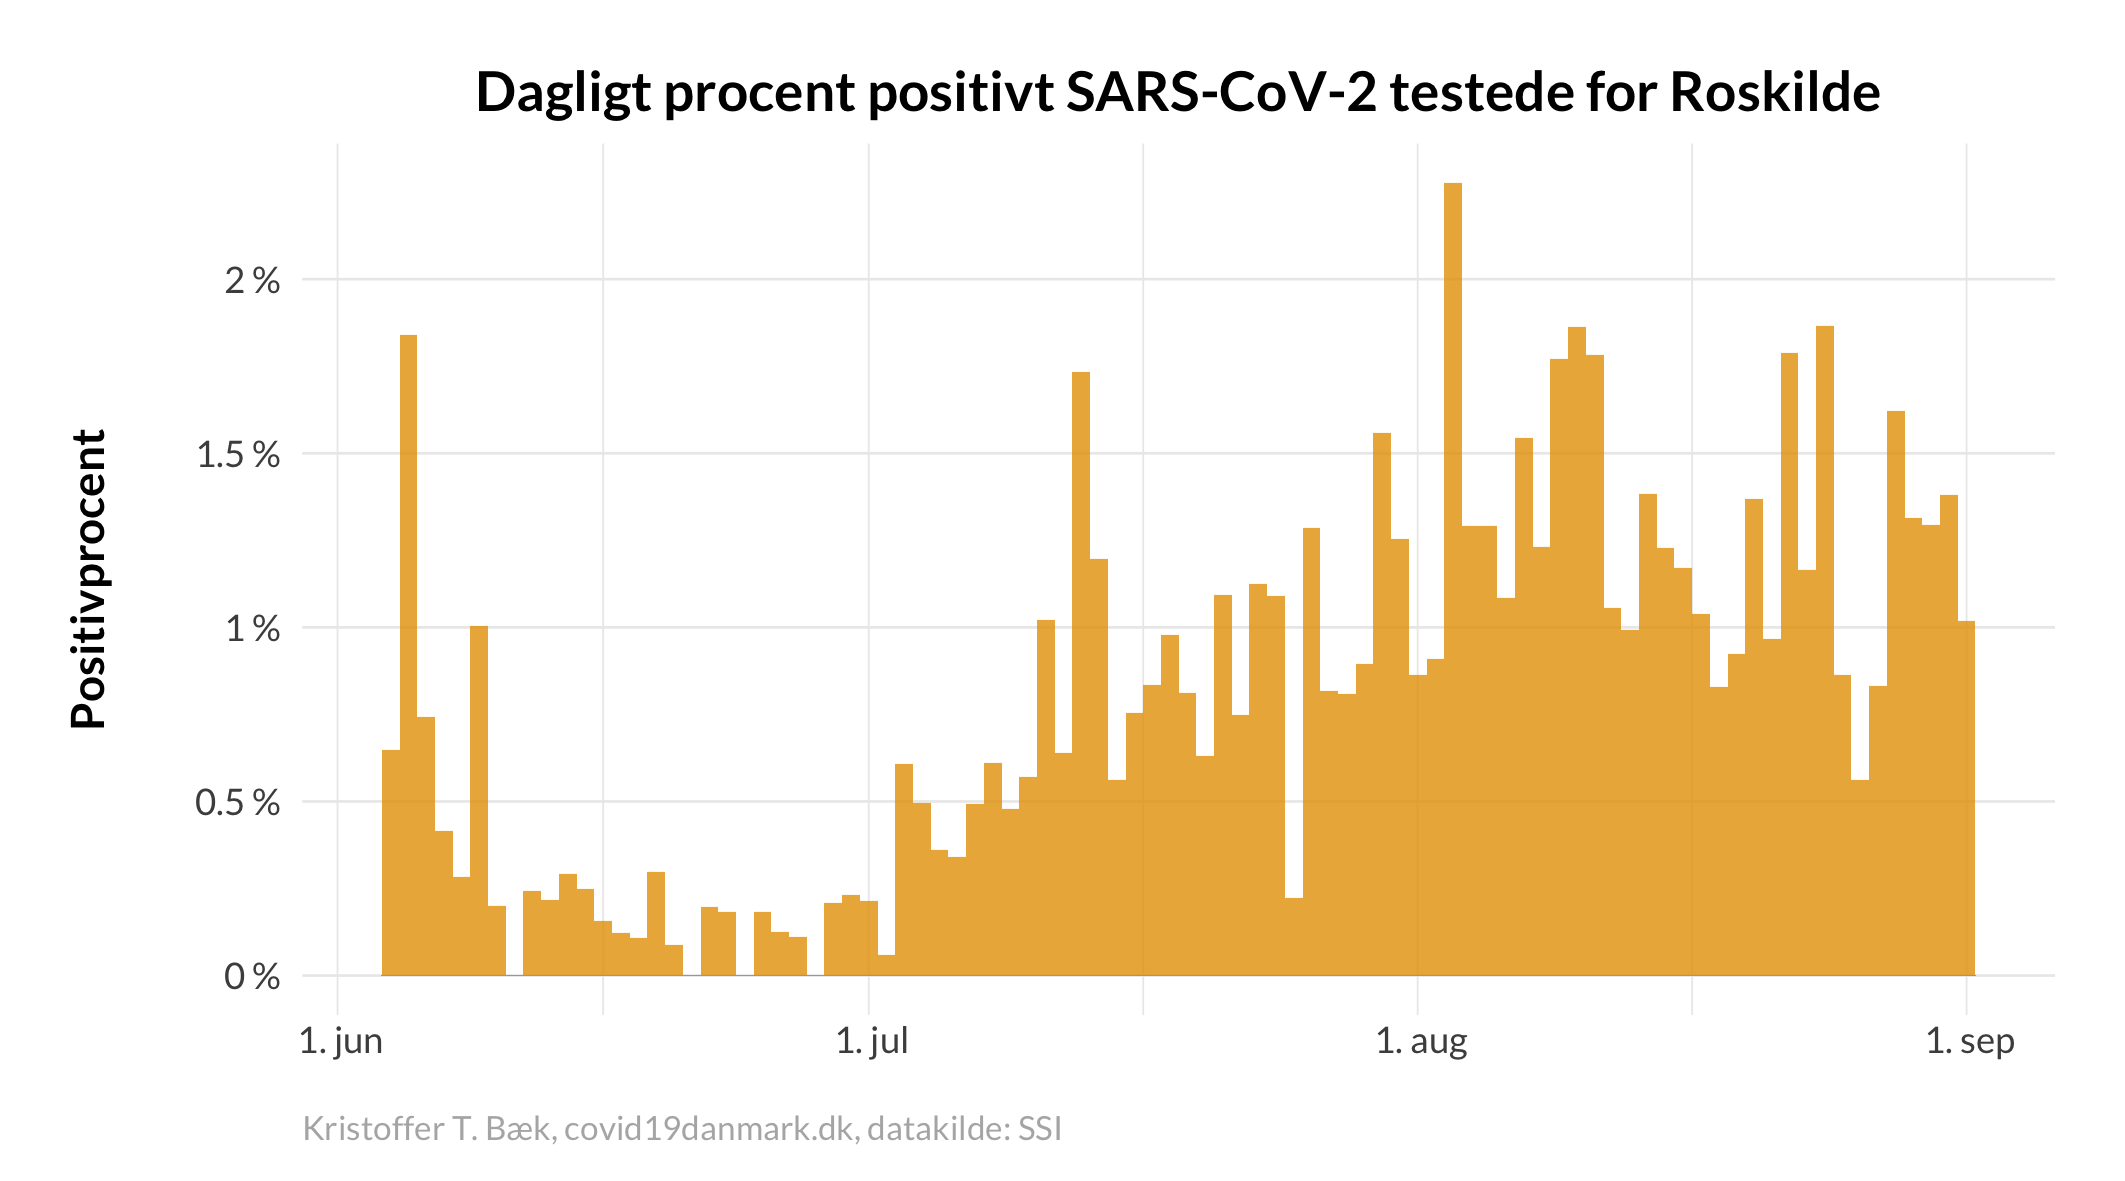 Dagligt procent positivt SARS-CoV-2 testede for Roskilde
Positivprocent
2 %
1.5 %
1 %
0.5 %
0 %
1. jun
1. jul
1. aug
1. sep
Kristoffer T. Bæk, covid19danmark.dk, datakilde: SSI